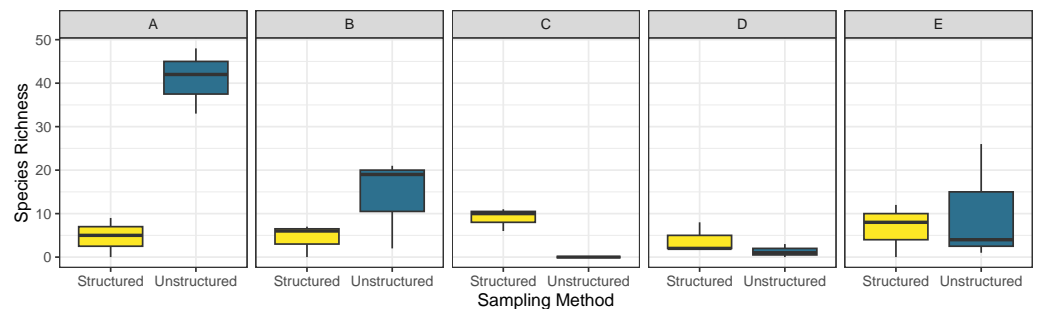 A B C D E
50
40
30
20
10
0
Species Richness
Structured Unstructured Structured Unstructured Structured Unstructured Structured Unstructured Structured Unstructured
Sampling Method